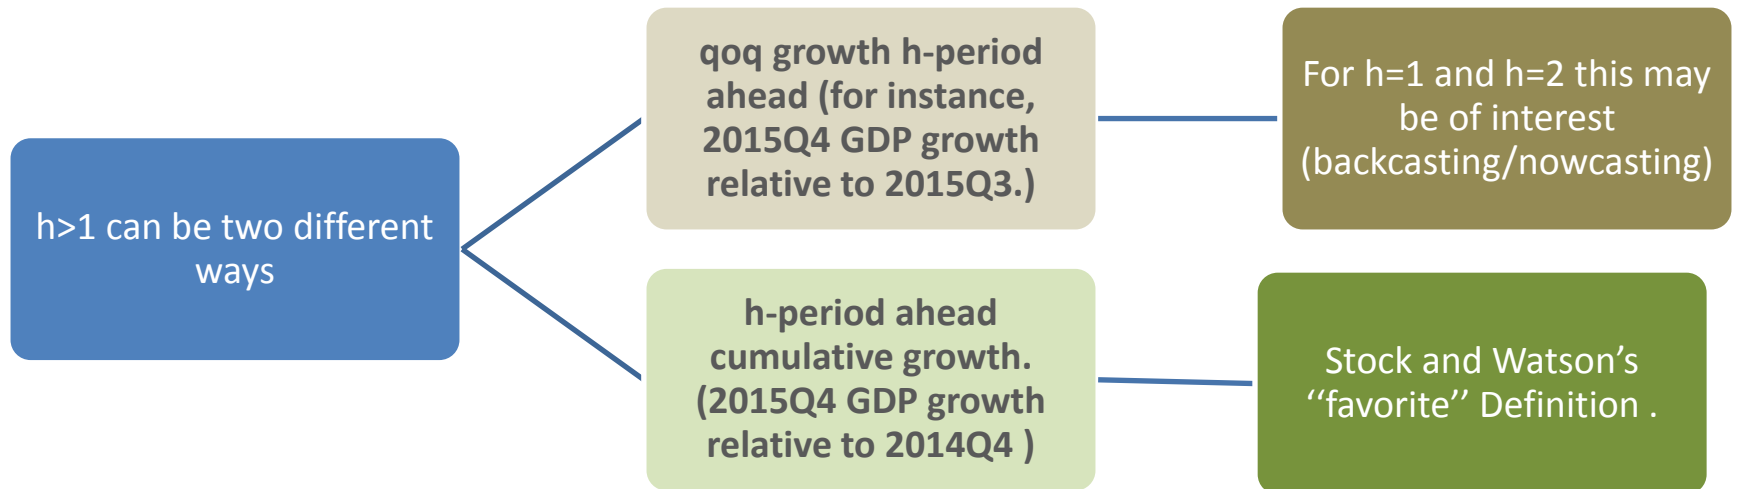 h>1 can be two different
ways
qoq growth h-period
ahead (for instance,
2015Q4 GDP growth
relative to 2015Q3.)
For h=1 and h=2 this may
be of interest
(backcasting/nowcasting)
h-period ahead
cumulative growth.
(2015Q4 GDP growth
relative to 2014Q4 )
Stock and Watson’s
‘‘favorite’’ Definition .